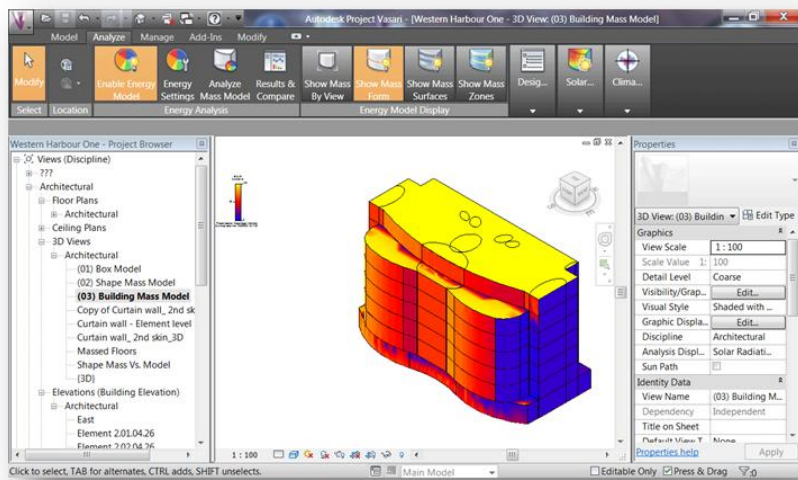 Autodesk Project Vasari - [Western Harbour One - 3D View: (03) Building Mass Model]
Model Analyze Manage Add-Ins Modify
Modify
Enable Energy Model
Energy Settings
Analyze Mass Model
Results & Compare
Show Mass By View
Show Mass Form
Show Mass Surfaces
Show Mass Zones
Desig...
Solar...
Clima...
Select Location Energy Analysis Energy Model Display
Western Harbour One - Project Browser
Views (Discipline)
???
Architectural
Floor Plans
Architectural
Ceiling Plans
3D Views
Architectural
(01) Box Model
(02) Shape Mass Model
(03) Building Mass Model
Copy of Curtain wall_ 2nd sk
Curtain wall - Element level
Curtain wall_ 2nd skin_3D
Massed Floors
Shape Mass Vs. Model
{3D}
Elevations (Building Elevation)
Architectural
East
Element 2.01.04.26
Element 2.02.04.26
1 : 100
Properties
3D View: (03) Buildin Edit Type
Graphics
View Scale 1 : 100
Scale Value 1: 100
Detail Level Coarse
Visibility/Grap... Edit...
Visual Style Shaded with ...
Graphic Displa... Edit...
Discipline Architectural
Analysis Displ... Solar Radiati...
Sun Path
Identity Data
View Name (03) Building M...
Dependency Independent
Title on Sheet
Default View T... None
Properties help Apply
Click to select, TAB for alternates, CTRL adds, SHIFT unselects. Main Model Editable Only Press & Drag :0